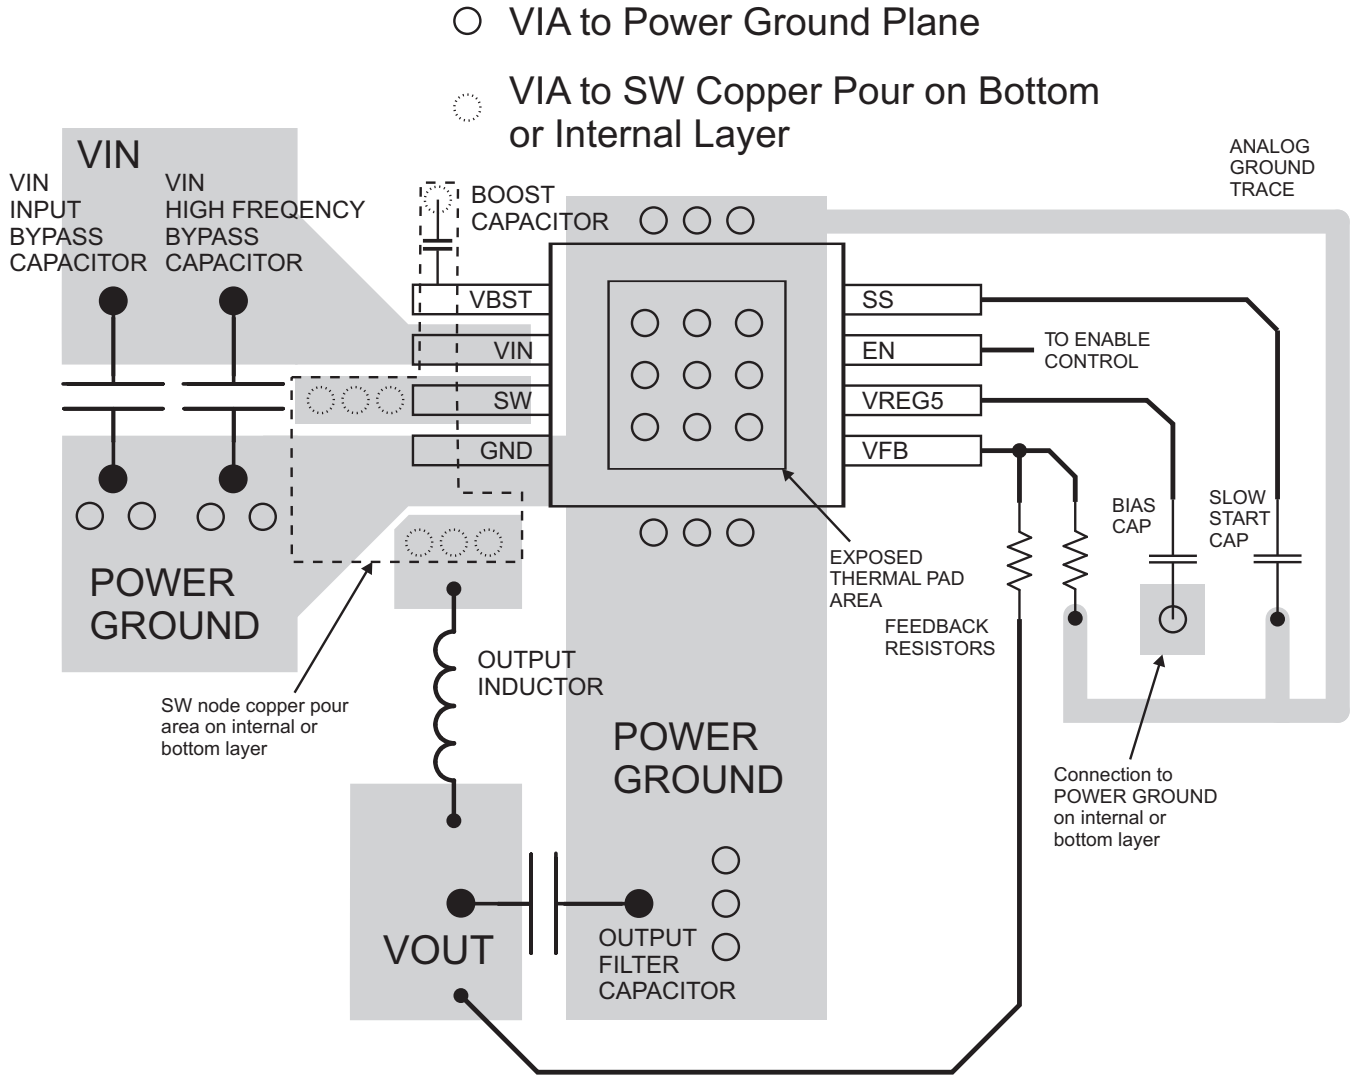 VIA to Power Ground Plane
VIA to SW Copper Pour on Bottom
or Internal Layer
VIN
VIN
INPUT
BYPASS
CAPACITOR
VIN
HIGH FREQENCY
BYPASS
CAPACITOR
BOOST
CAPACITOR
ANALOG
GROUND
TRACE
VBST
VIN
SW
GND
SS
EN
VREG5
VFB
TO ENABLE
CONTROL
BIAS
CAP
SLOW
START
CAP
EXPOSED
THERMAL PAD
AREA
FEEDBACK
RESISTORS
POWER
GROUND
SW node copper pour
area on internal or
bottom layer
OUTPUT
INDUCTOR
POWER
GROUND
Connection to
POWER GROUND
on internal or
bottom layer
VOUT
OUTPUT
FILTER
CAPACITOR